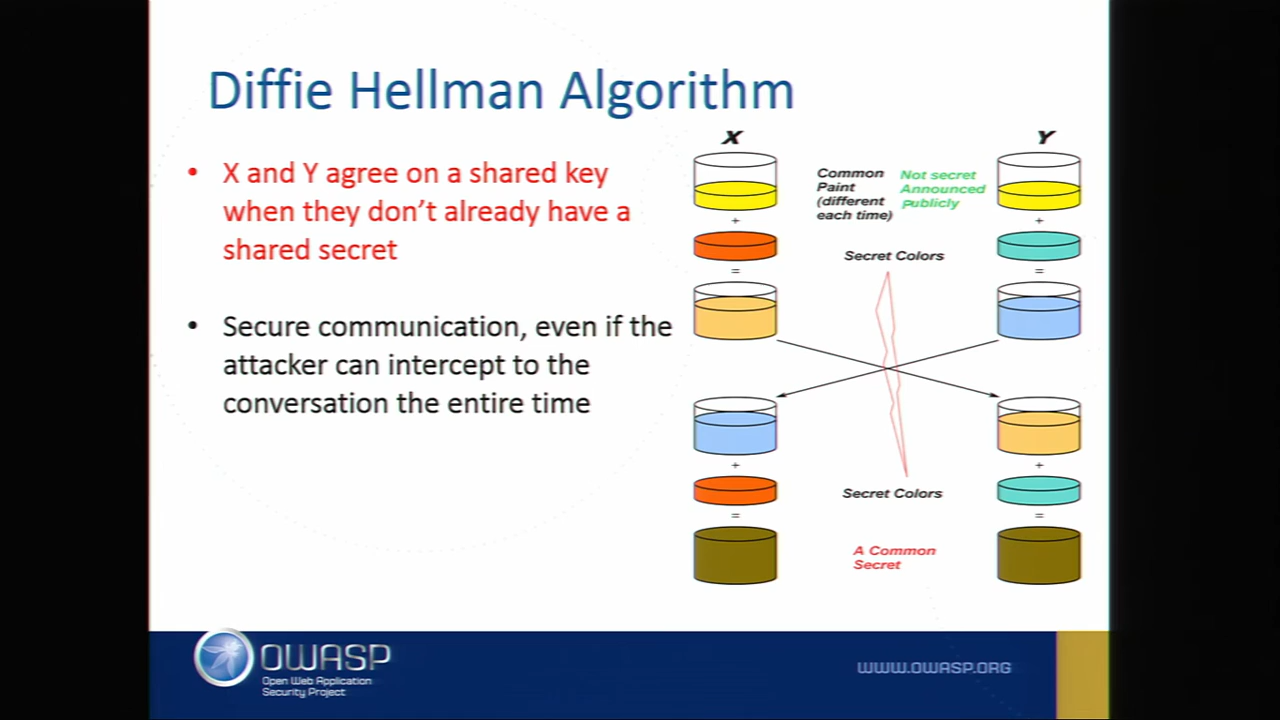 Diffie Hellman Algorithm
• X and Y agree on a shared key
when they don't already have a
shared secret
• Secure communication, even if the
attacker can intercept to the
conversation the entire time
X
Y
Common
Paint
(different
each time)
Not secret
Announced
Publicly
+
+
Secret Colors
=
=
+
+
Secret Colors
=
=
A Common
Secret
OWASP
Open Web Application
Security Project
WWW.OWASP.ORG